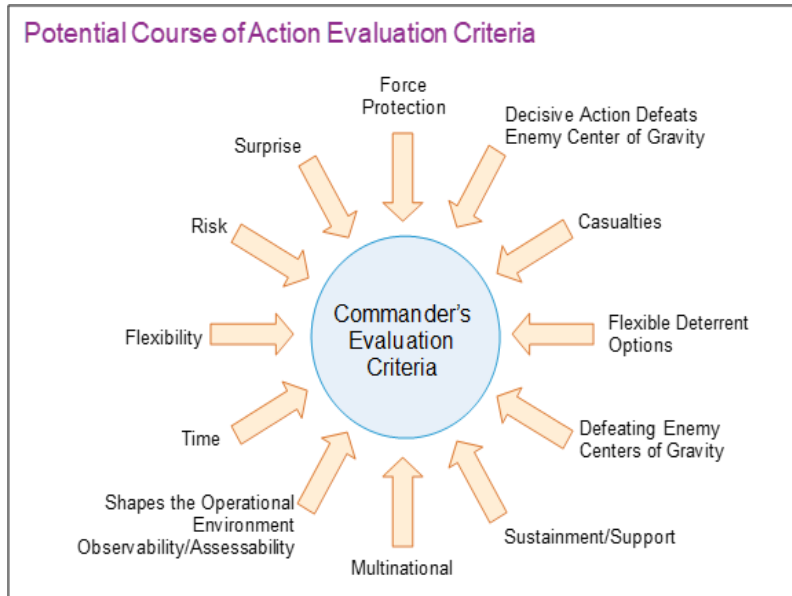 Potential Course of Action Evaluation Criteria
Force
Protection
Decisive Action Defeats
Enemy Center of Gravity
Casualties
Flexible Deterrent
Options
Defeating Enemy
Centers of Gravity
Sustainment/Support
Multinational
Shapes the Operational
Environment
Observability/Assessability
Time
Flexibility
Risk
Surprise
Commander's
Evaluation
Criteria